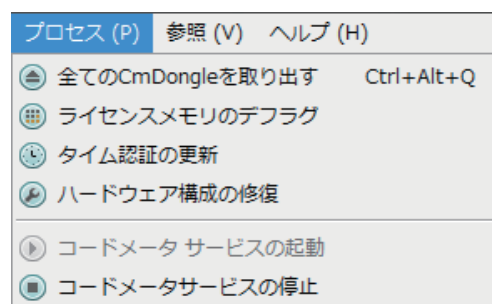 プロセス (P) 参照 (V) ヘルプ (H)
全てのCmDongleを取り出す Ctrl+Alt+Q
ライセンスメモリのデフラグ
タイム認証の更新
ハードウェア構成の修復
コードメータ サービスの起動
コードメータサービスの停止